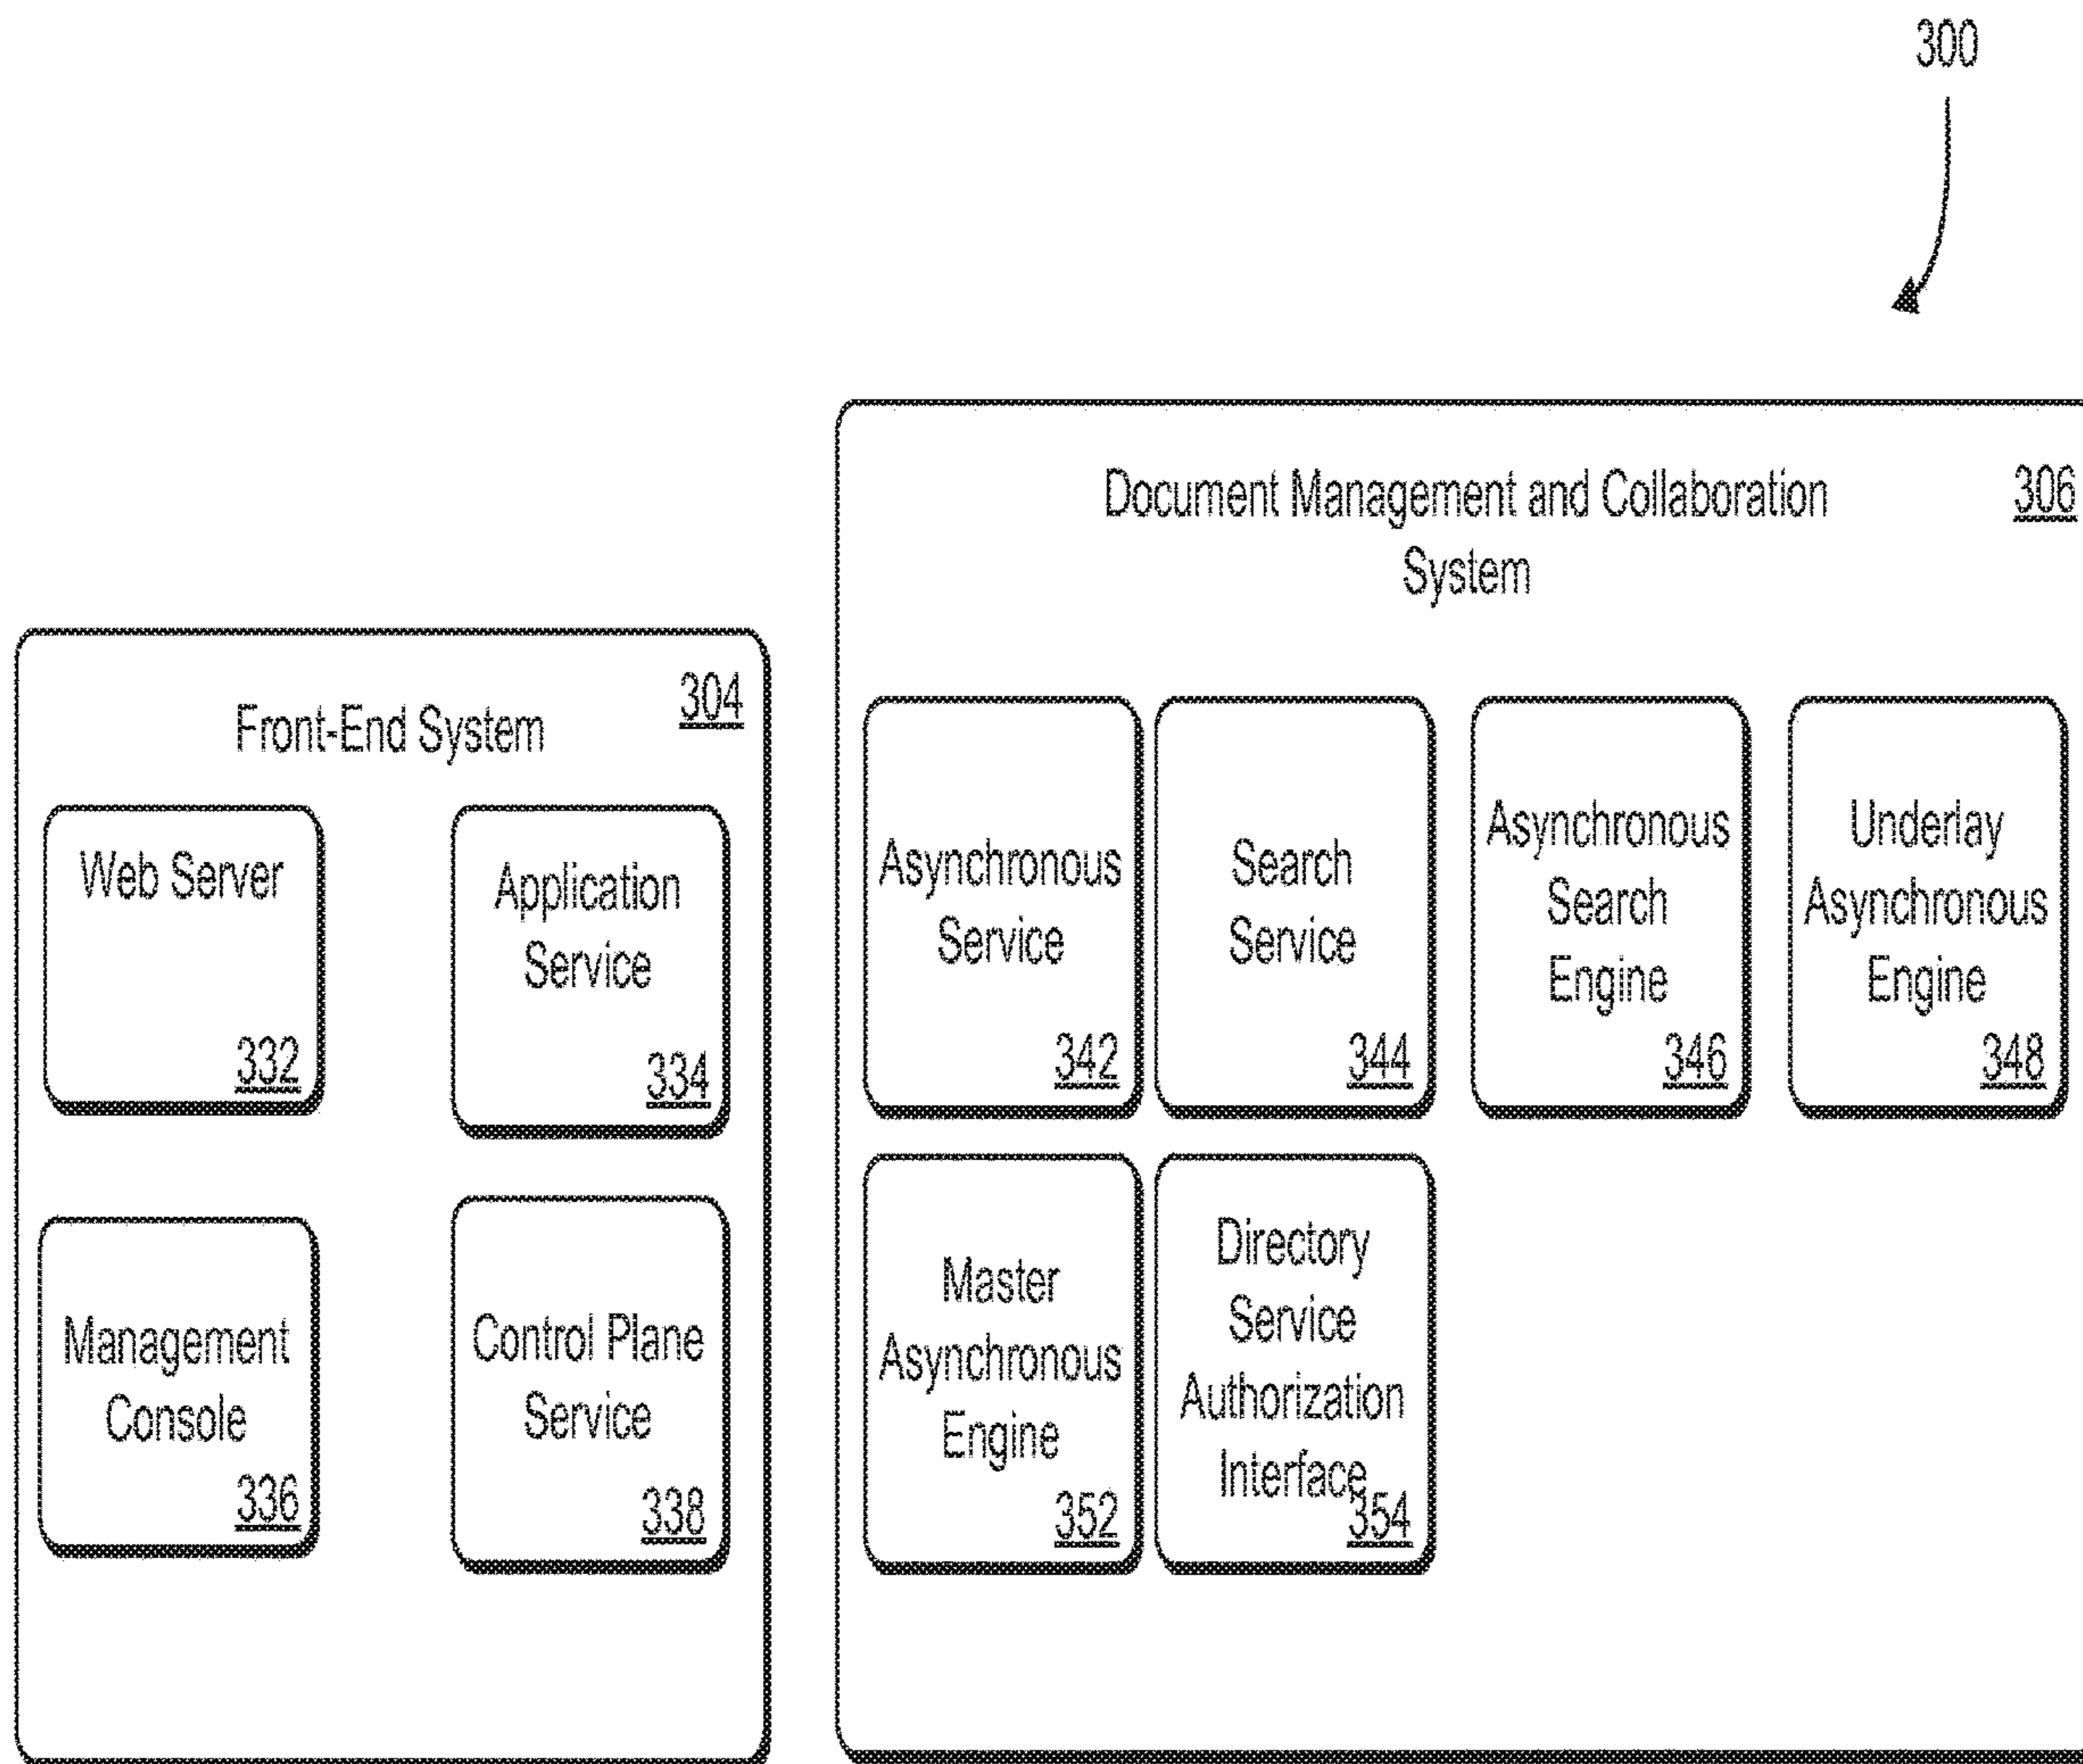 300
Document Management and Collaboration
System
306
Front-End System
304
Web Server
332
Application
Service
334
Management
Console
336
Control Plane
Service
338
Asynchronous
Service
342
Search
Service
344
Asynchronous
Search
Engine
346
Underlay
Asynchronous
Engine
348
Master
Asynchronous
Engine
352
Directory
Service
Authorization
Interface
354